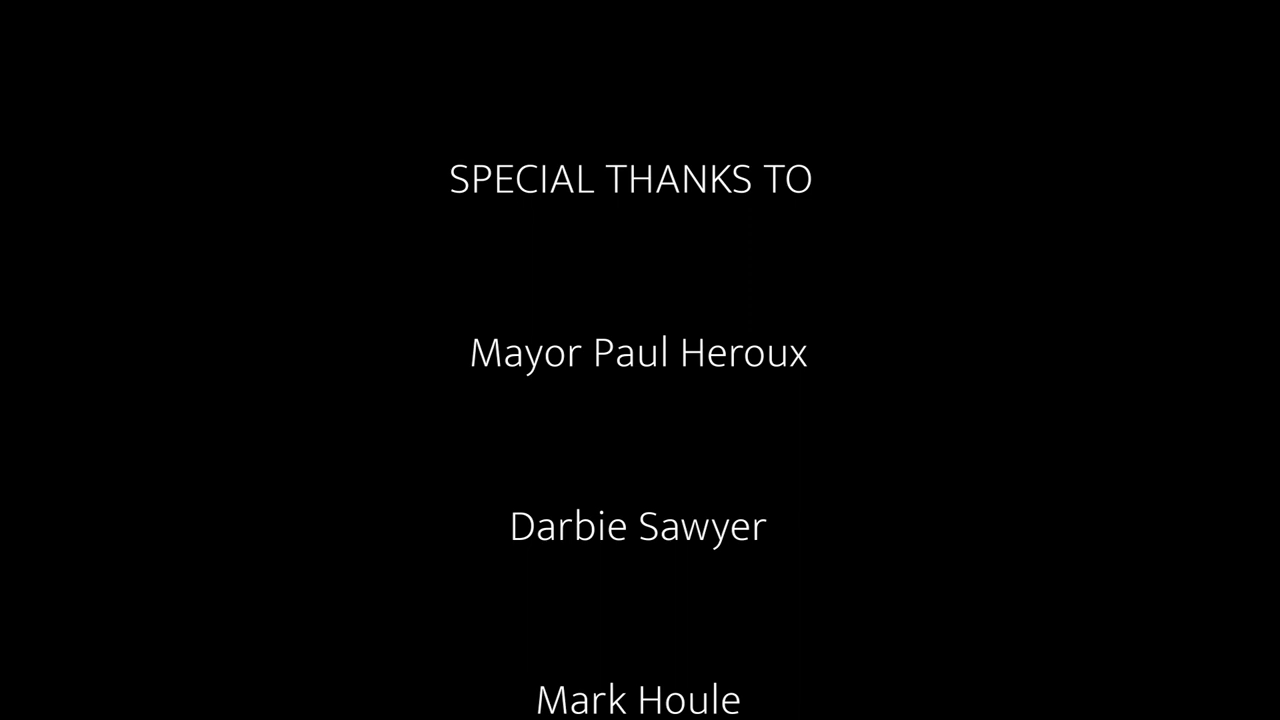 SPECIAL THANKS TO
Mayor Paul Heroux
Darbie Sawyer
Mark Houle